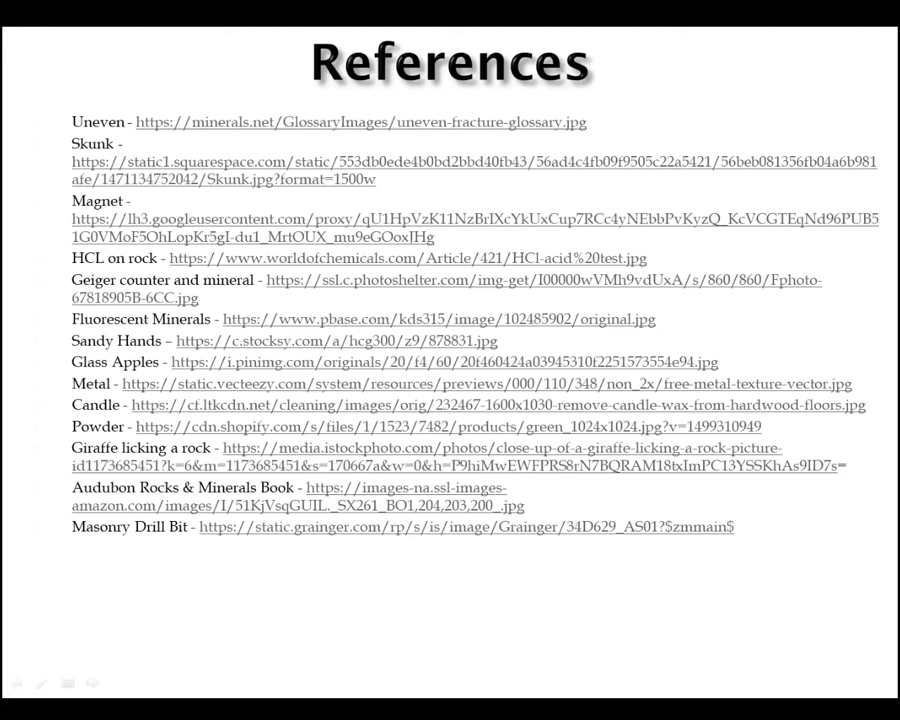 References
Uneven - https://minerals.net/GlossaryImages/uneven-fracture-glossary.jpg
Skunk -
https://static1.squarespace.com/static/553db0ede4b0bd2bbd40fb43/56ad4c4fb09f9505c22a5421/56beb081356fb04a6b981
afe/1471134752042/Skunk.jpg?format=1500w
Magnet -
https://lh3.googleusercontent.com/proxy/qU1HpVzK11NzBrIXcYkUxCup7RCc4yNEbbPvKyzQ_KcVCGTEqNd96PUB5
1G0VMoF5OhLopKr5gI-du1_MrtOUX_mu9eGOoxJHg
HCL on rock - https://www.worldofchemicals.com/Article/421/HCl-acid%20test.jpg
Geiger counter and mineral - https://ssl.c.photoshelter.com/img-get/I00000wVMh9vdUxA/s/860/860/Fphoto-
67818905B-6CC.jpg
Fluorescent Minerals - https://www.pbase.com/kds315/image/102485902/original.jpg
Sandy Hands – https://c.stocksy.com/a/hcg300/z9/878831.jpg
Glass Apples - https://i.pinimg.com/originals/20/f4/60/20f460424a03945310f2251573554e94.jpg
Metal - https://static.vecteezy.com/system/resources/previews/000/110/348/non_2x/free-metal-texture-vector.jpg
Candle - https://cf.ltkcdn.net/cleaning/images/orig/232467-1600x1030-remove-candle-wax-from-hardwood-floors.jpg
Powder - https://cdn.shopify.com/s/files/1/1523/7482/products/green_1024x1024.jpg?v=1499310949
Giraffe licking a rock - https://media.istockphoto.com/photos/close-up-of-a-giraffe-licking-a-rock-picture-
id1173685451?k=6&m=1173685451&s=170667a&w=0&h=P9hiMwEWFPRS8rN7BQRAM18txImPC13YSSKhAs9ID7s=
Audubon Rocks & Minerals Book - https://images-na.ssl-images-
amazon.com/images/I/51KjVsqGUIL._SX261_BO1,204,203,200_.jpg
Masonry Drill Bit - https://static.grainger.com/rp/s/is/image/Grainger/34D629_AS01?$zmmain$